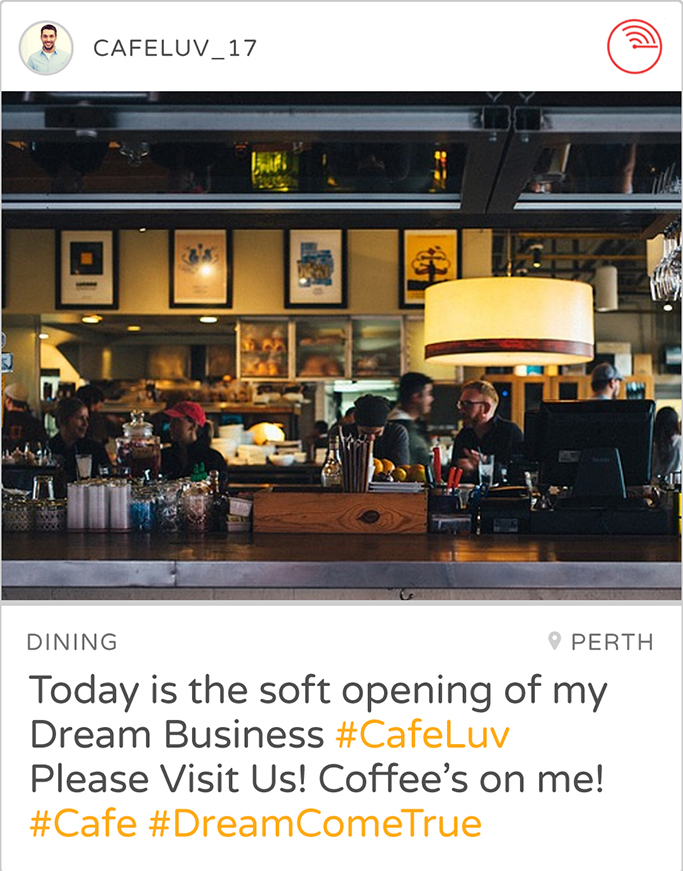 CAFELUV_17
DINING
PERTH
Today is the soft opening of my
Dream Business #CafeLuv
Please Visit Us! Coffee’s on me!
#Cafe #DreamComeTrue